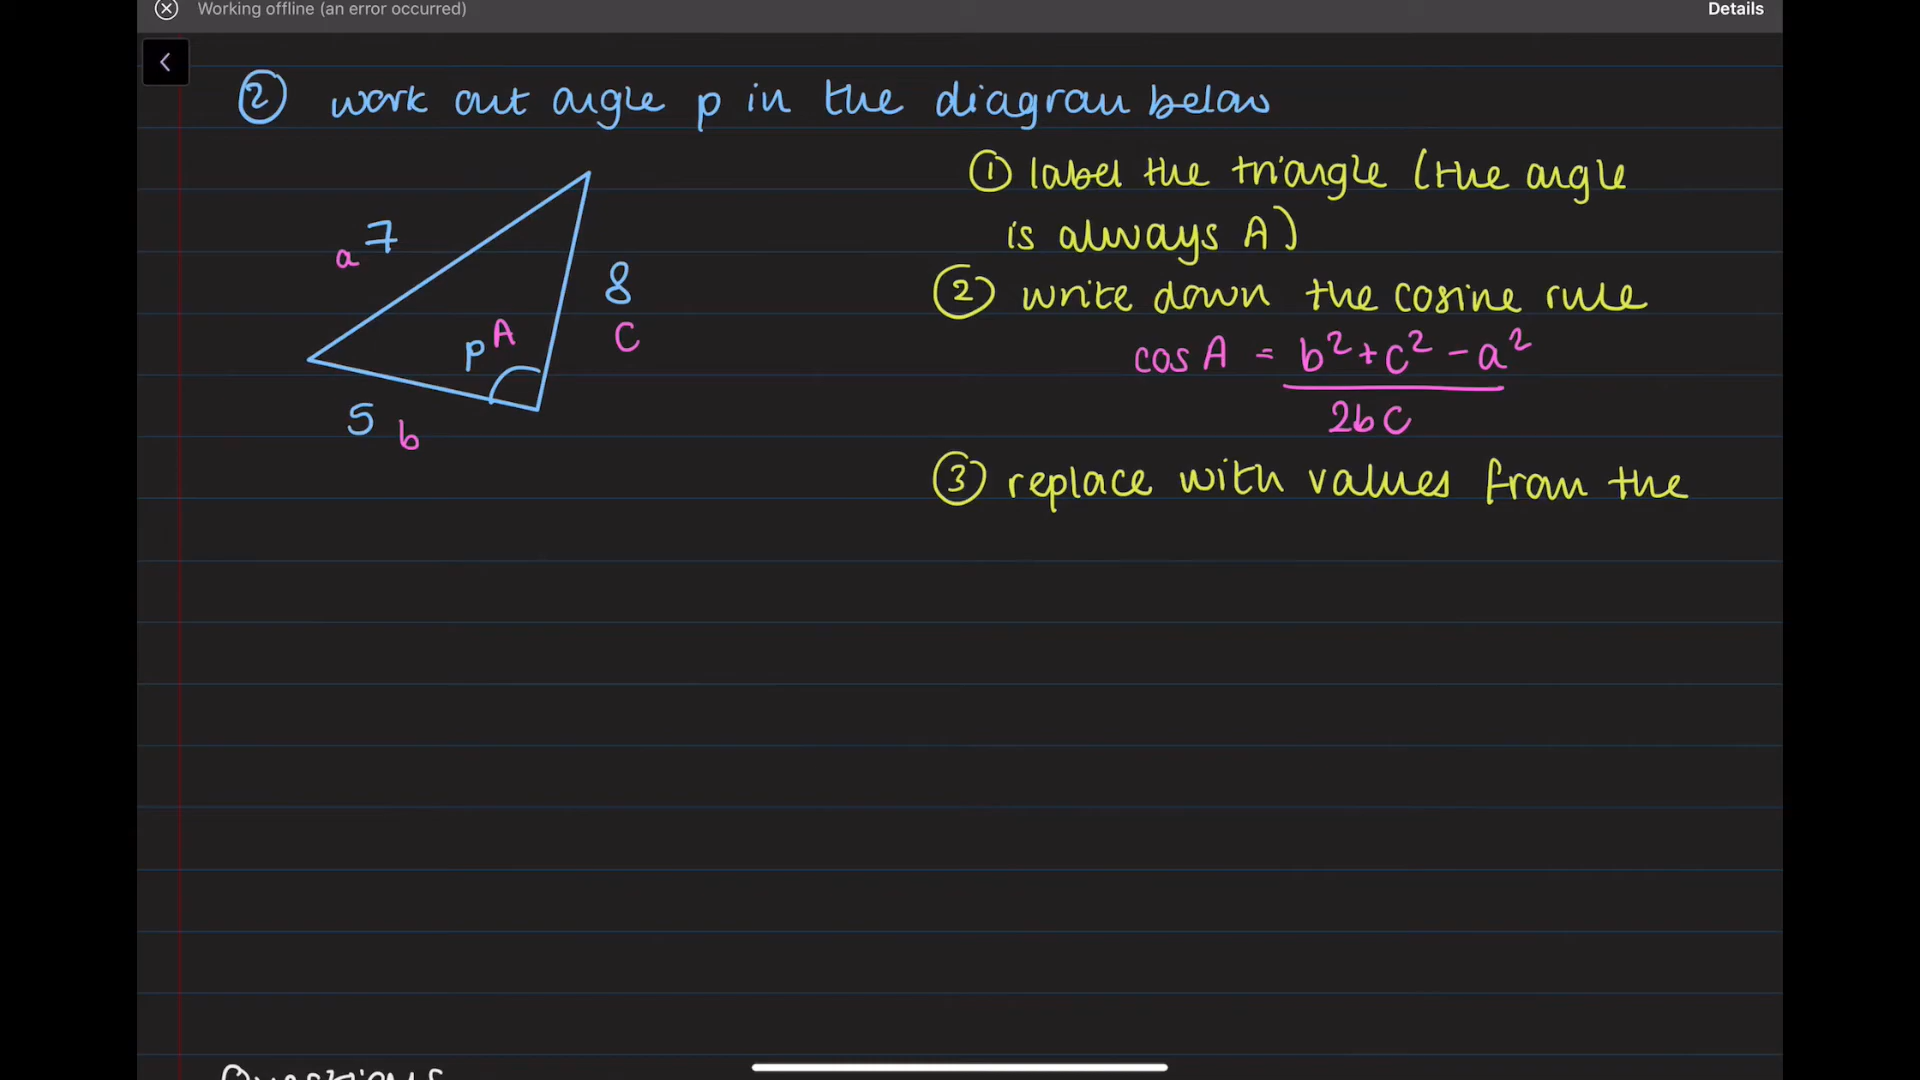 Working offline (an error occurred) Details
② work out angle p in the diagram below
① label the triangle (the angle
is always A)
② write down the cosine rule
cos A = b² + c² - a²
2bC
③ replace with values from the
a 7
8
C
p A
5 b
Questions